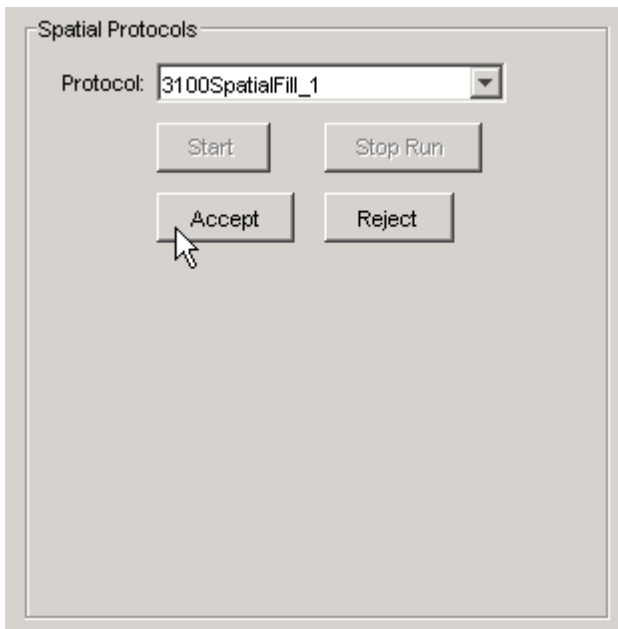 Spatial Protocols
Protocol: 3100SpatialFill_1
Start Stop Run
Accept Reject